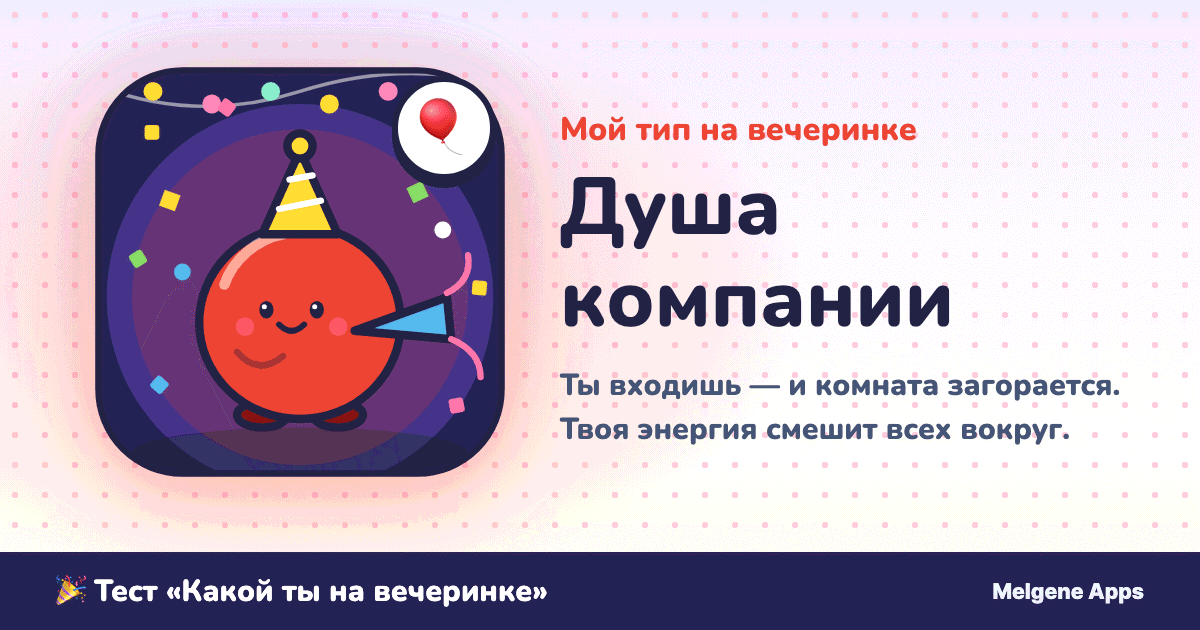 Мой тип на вечеринке
Душа
компании
Ты входишь — и комната загорается.
Твоя энергия смешит всех вокруг.
Тест «Какой ты на вечеринке»
Melgene Apps